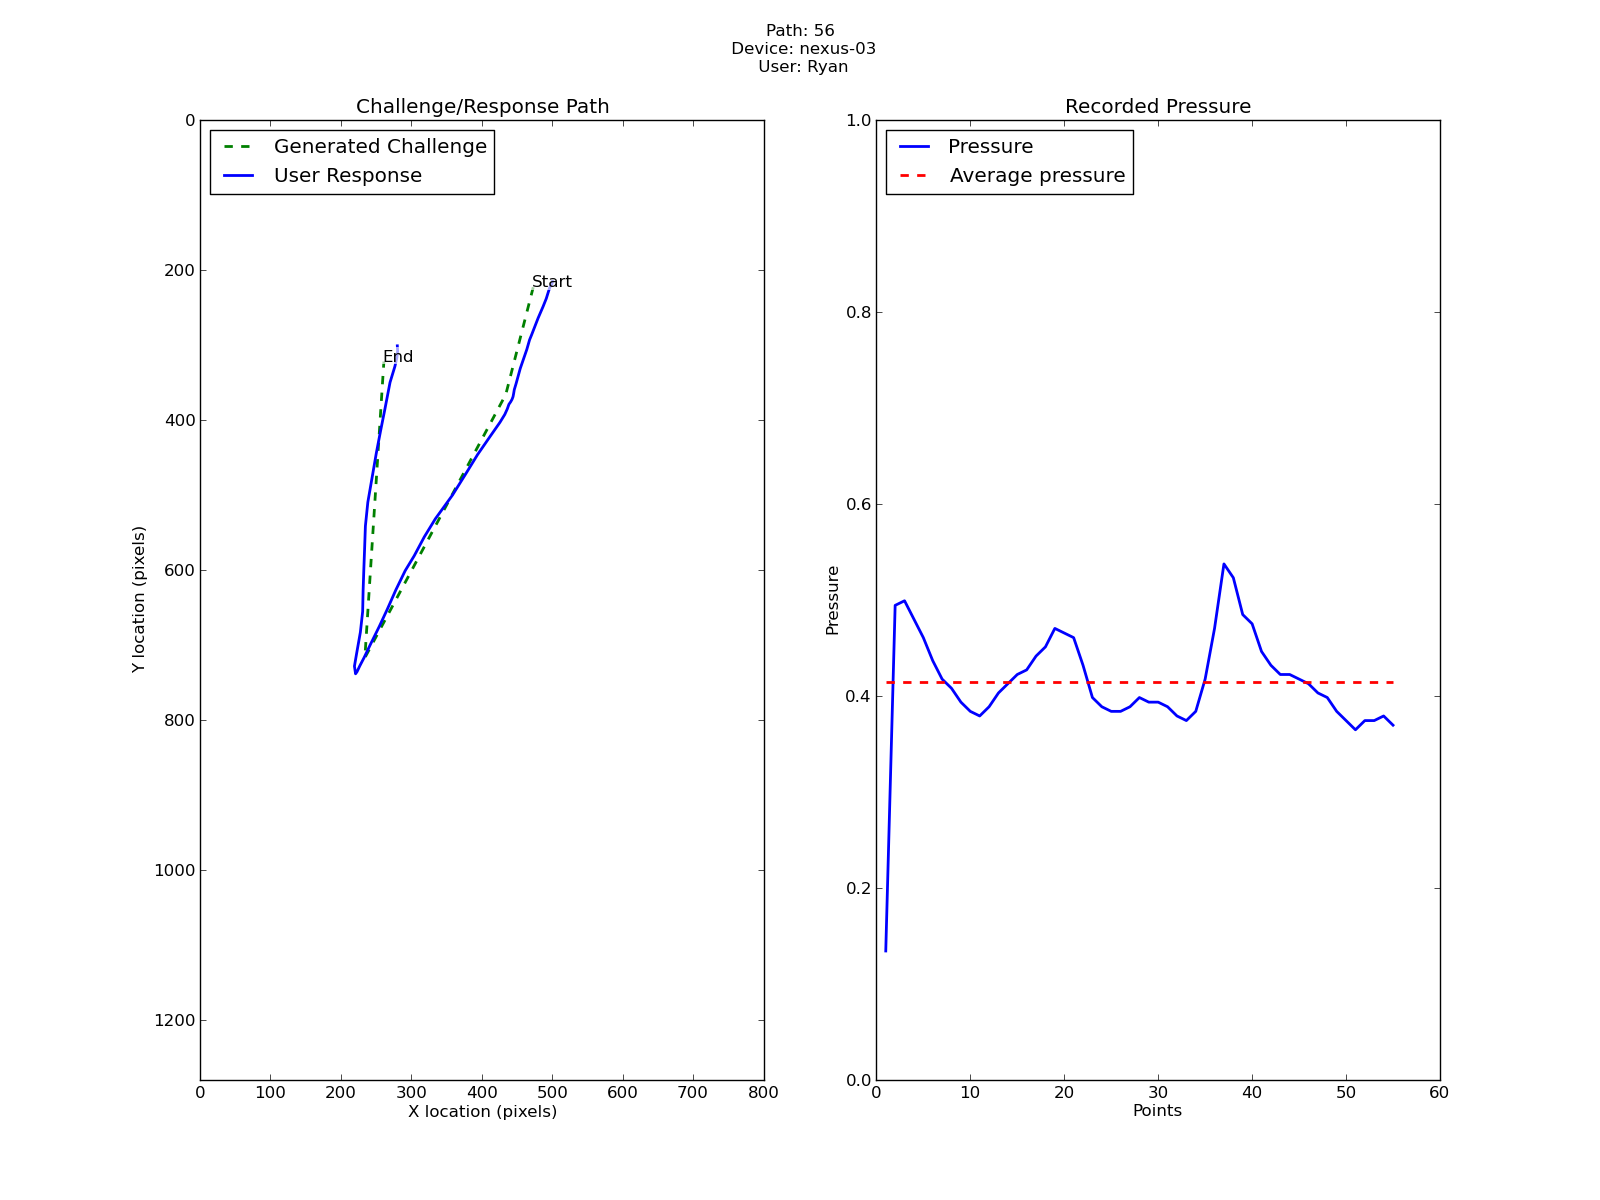 Path: 56
Device: nexus-03
User: Ryan
Challenge/Response Path
Generated Challenge
User Response
Start
End
0
200
400
600
800
1000
1200
Y location (pixels)
0 100 200 300 400 500 600 700 800
X location (pixels)
Recorded Pressure
Pressure
Average pressure
1.0
0.8
0.6
0.4
0.2
0.0
Pressure
0 10 20 30 40 50 60
Points